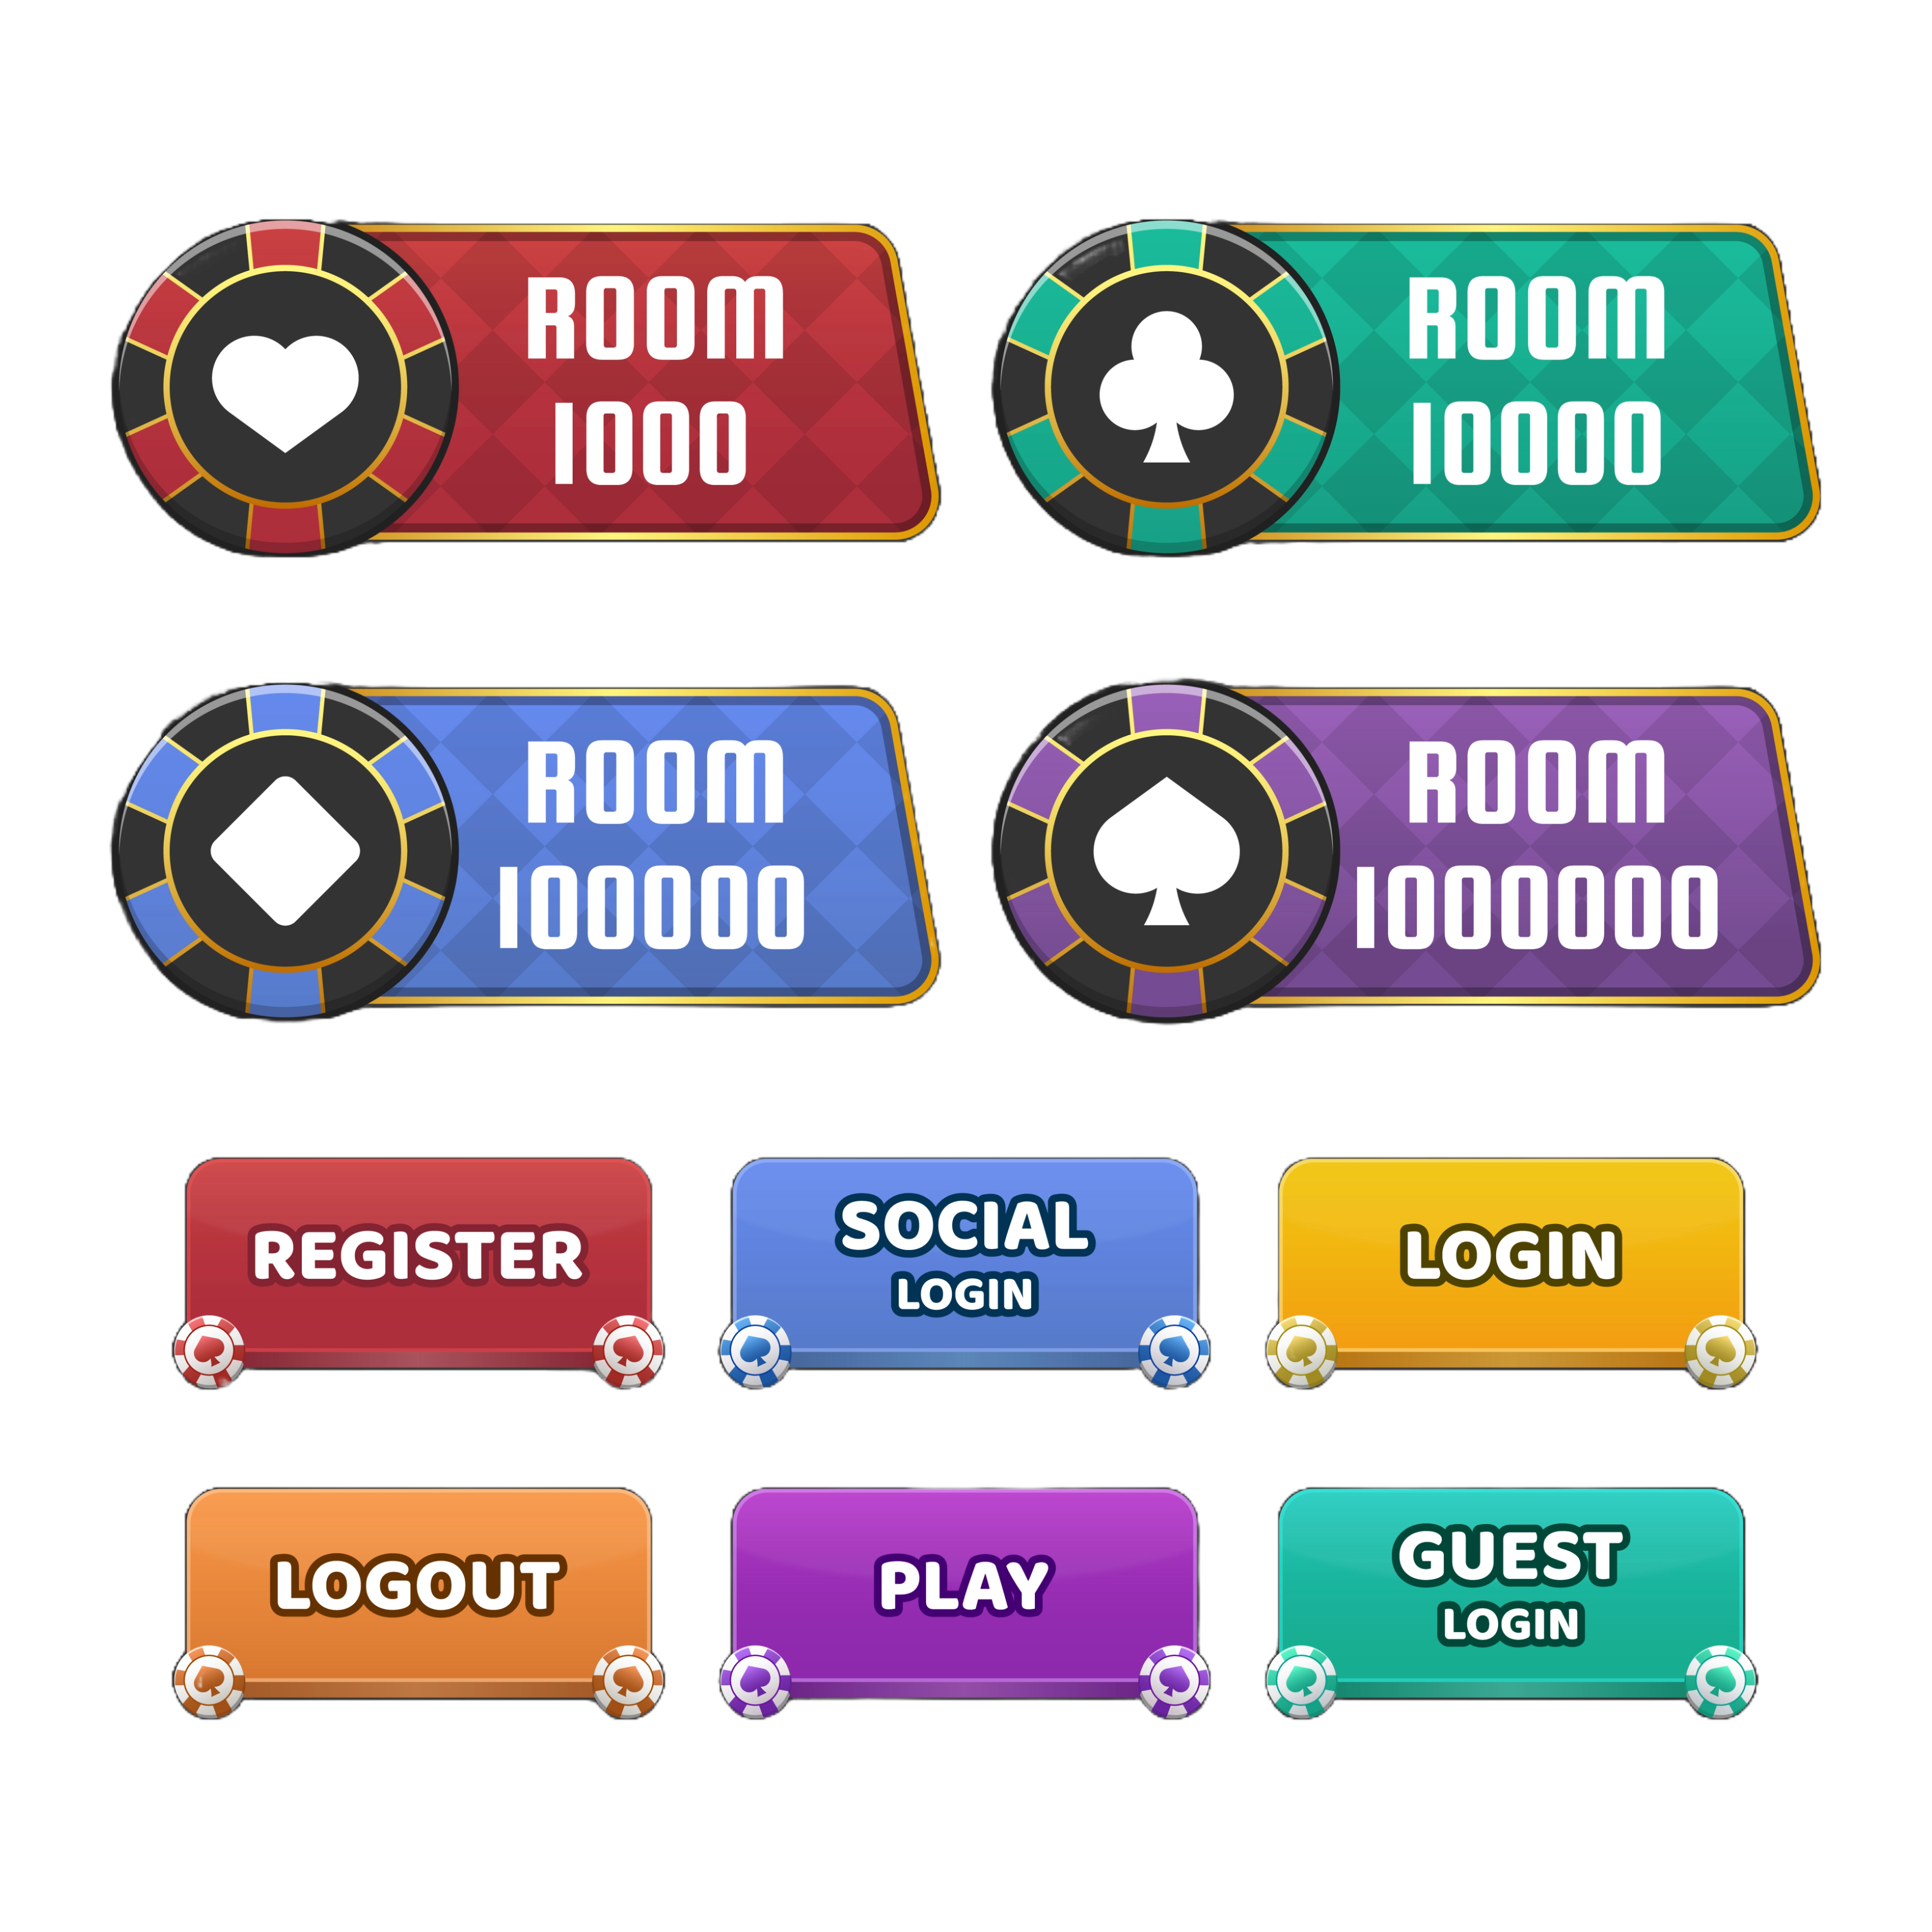 ROOM
1000
ROOM
10000
ROOM
100000
ROOM
1000000
REGISTER
SOCIAL
LOGIN
LOGIN
LOGOUT
PLAY
GUEST
LOGIN